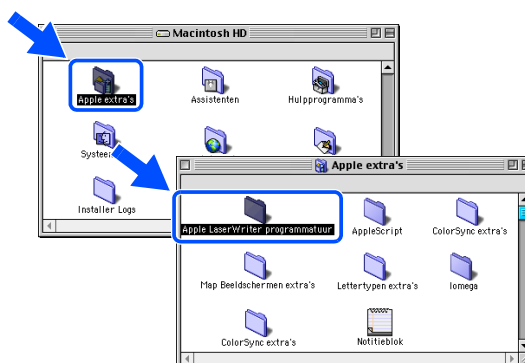 Macintosh HD
Apple extra's
Assistenten
Hulpprogramma's
Systee
Installer Logs
Apple extra's
Apple LaserWriter programmatuur
AppleScript
ColorSync extra's
Map Beeldschermen extra's
Lettertypen extra's
Iomega
ColorSync extra's
Notitieblok